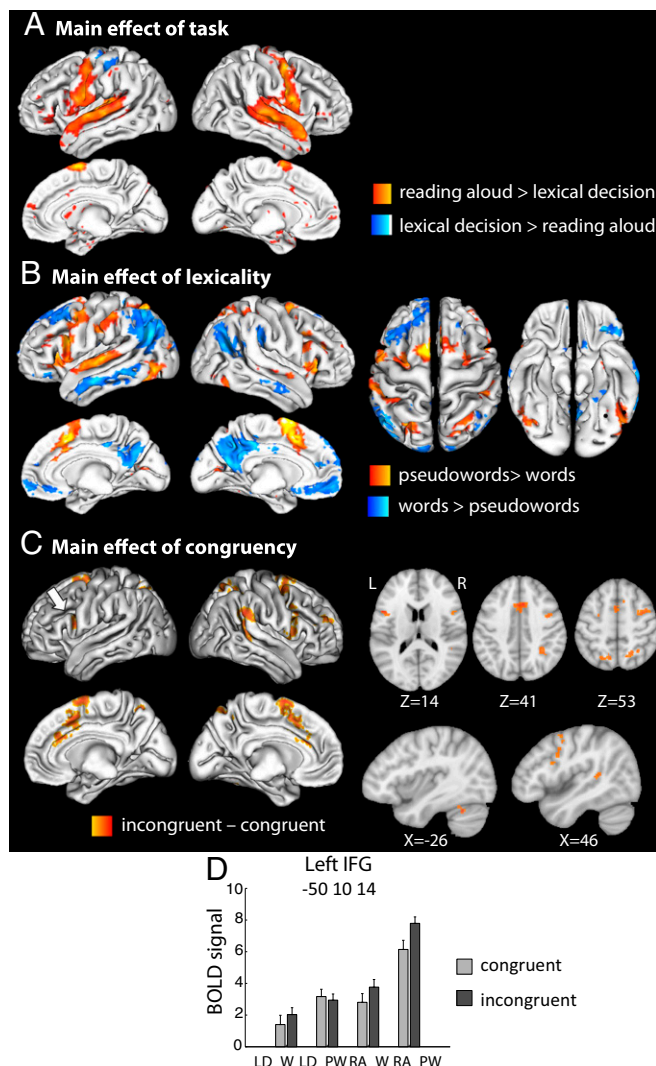 A Main effect of task
reading aloud > lexical decision
lexical decision > reading aloud
B Main effect of lexicality
pseudowords> words
words > pseudowords
C Main effect of congruency
L R
Z=14 Z=41 Z=53
incongruent – congruent
X=-26 X=46
D Left IFG
-50 10 14
BOLD signal
10
8
6
4
2
0
congruent
incongruent
LD W LD PW RA W RA PW